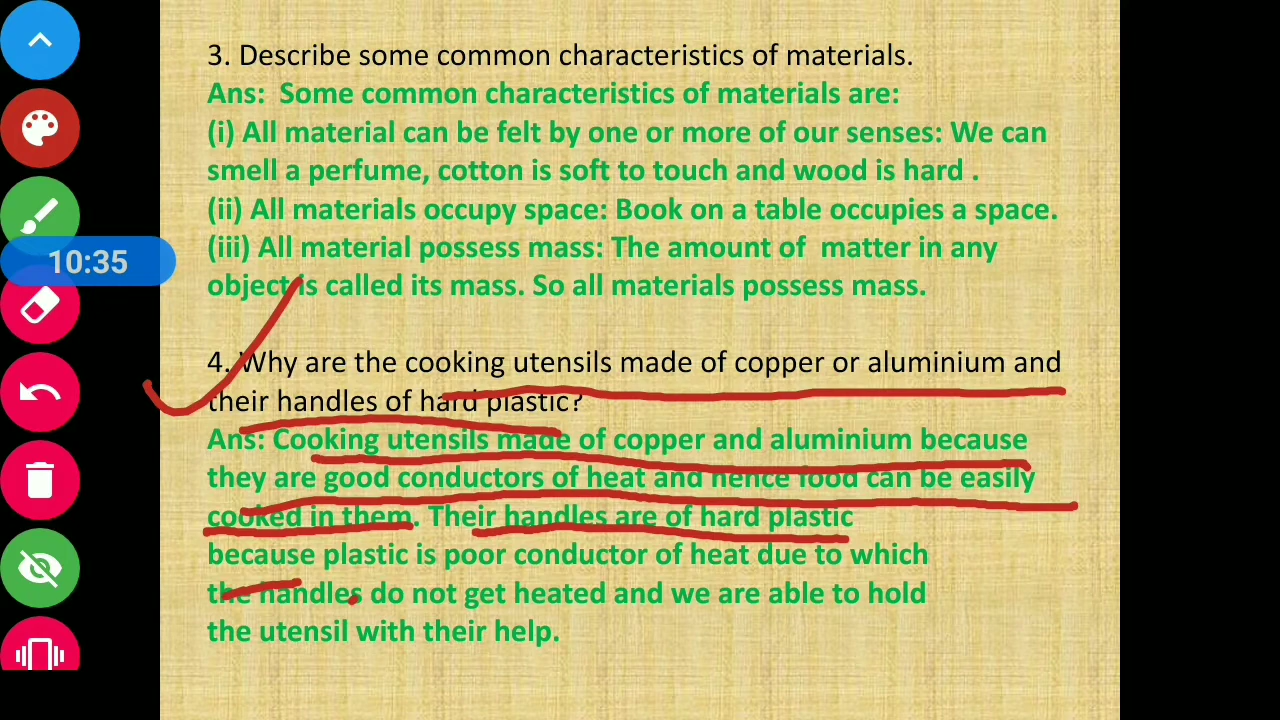 3. Describe some common characteristics of materials.
Ans: Some common characteristics of materials are:
(i) All material can be felt by one or more of our senses: We can
smell a perfume, cotton is soft to touch and wood is hard .
(ii) All materials occupy space: Book on a table occupies a space.
(iii) All material possess mass: The amount of matter in any
object is called its mass. So all materials possess mass.
10:35
4. Why are the cooking utensils made of copper or aluminium and
their handles of hard plastic?
Ans: Cooking utensils made of copper and aluminium because
they are good conductors of heat and hence food can be easily
cooked in them. Their handles are of hard plastic
because plastic is poor conductor of heat due to which
the handles do not get heated and we are able to hold
the utensil with their help.